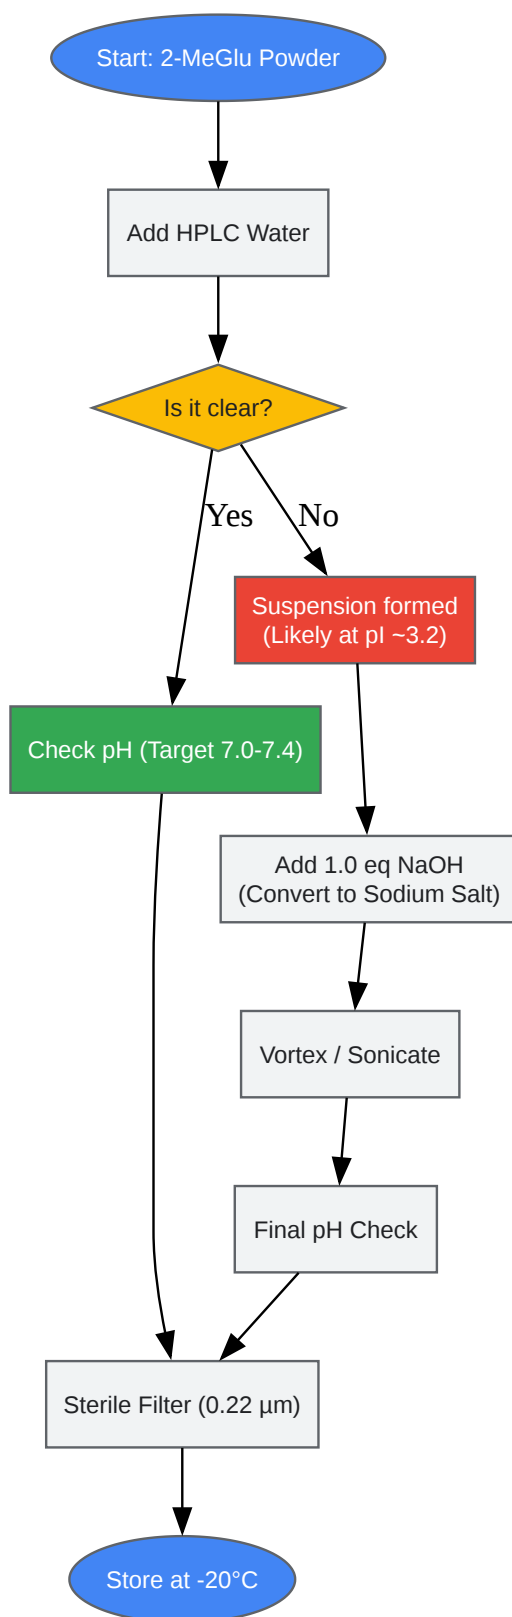 Start: 2-MeGlu Powder
Add HPLC Water
Is it clear?
Yes
No
Suspension formed
(Likely at pI ~3.2)
Check pH (Target 7.0-7.4)
Add 1.0 eq NaOH
(Convert to Sodium Salt)
Vortex / Sonicate
Final pH Check
Sterile Filter (0.22 µm)
Store at -20°C